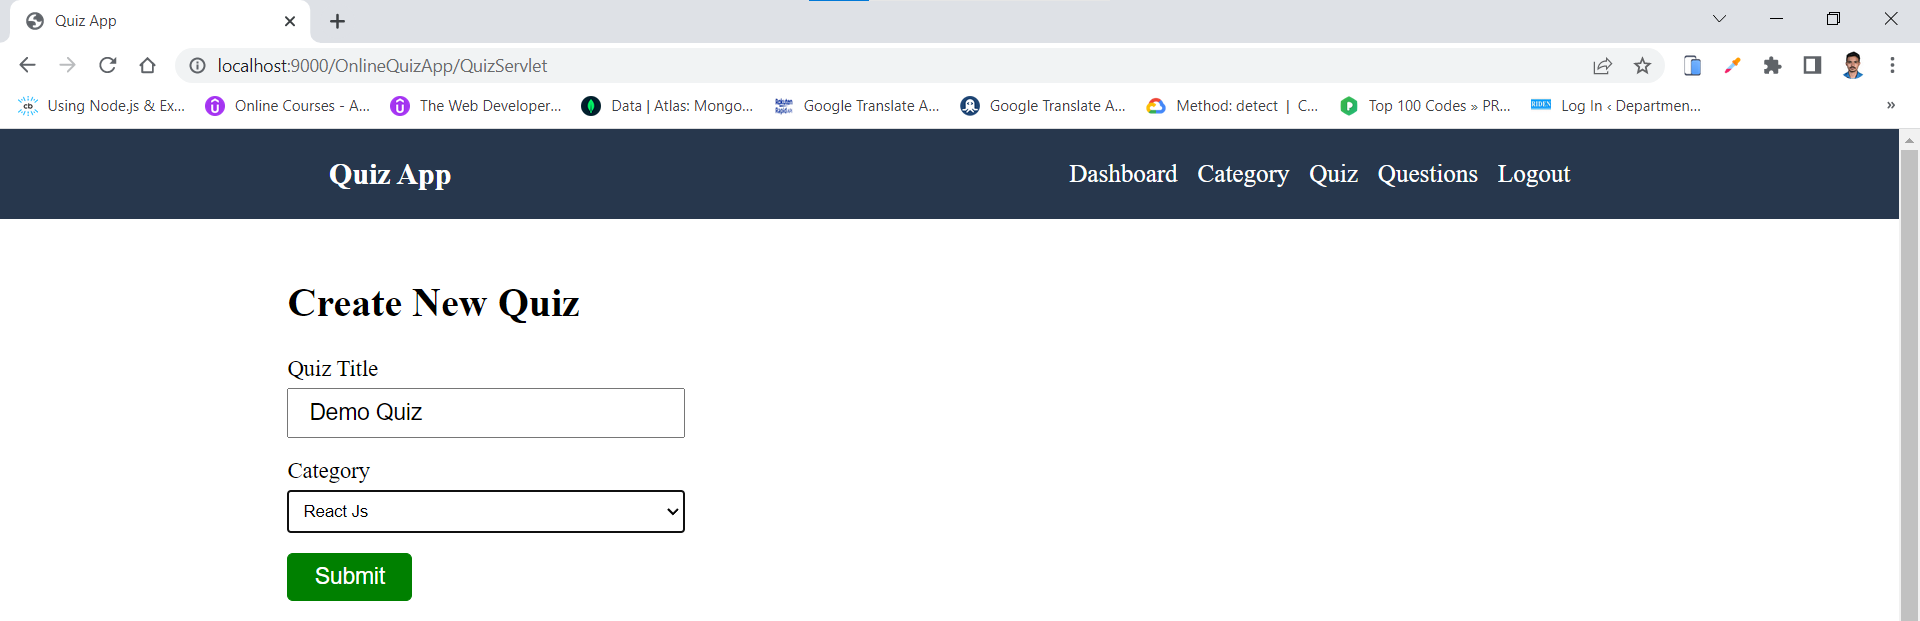 Quiz App
localhost:9000/OnlineQuizApp/QuizServlet
Using Node.js & Ex... Online Courses - A... The Web Developer... Data | Atlas: Mongo... Google Translate A... Google Translate A... Method: detect | C... Top 100 Codes » PR... RIDEN Log In ‹ Departmen... »
Quiz App Dashboard Category Quiz Questions Logout
Create New Quiz
Quiz Title
Demo Quiz
Category
React Js
Submit